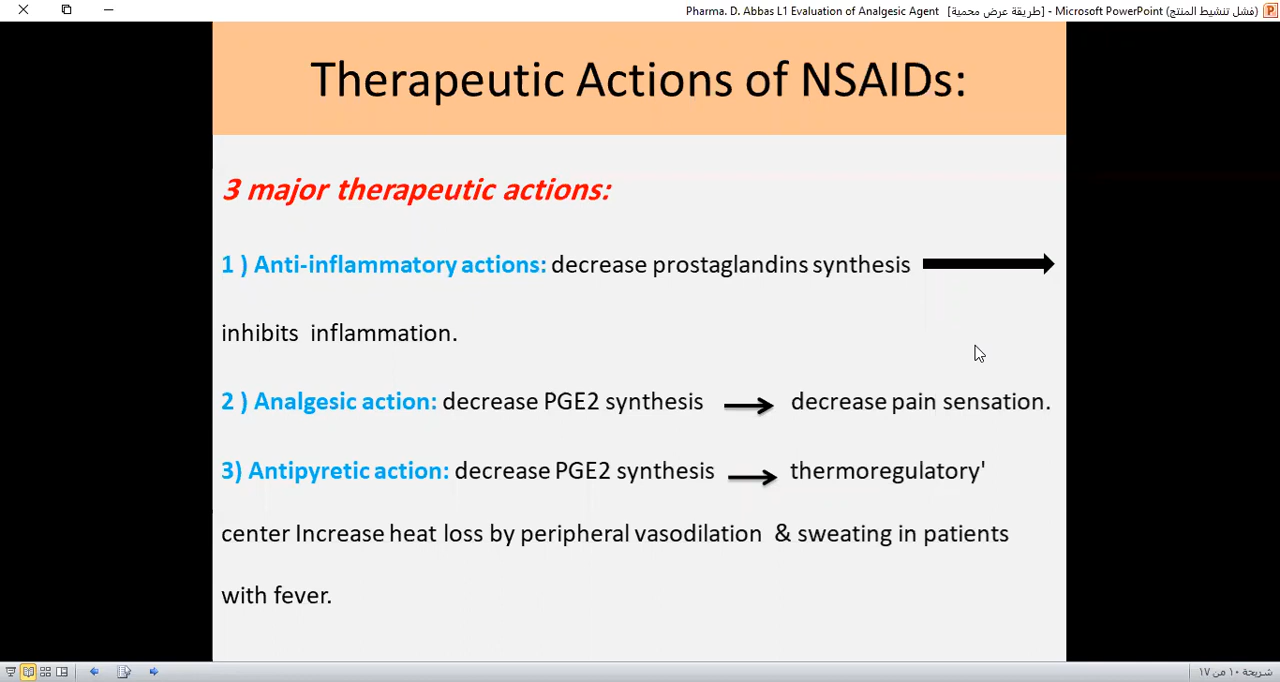 Pharma. D. Abbas L1 Evaluation of Analgesic Agent [طريقة عرض محمية] - Microsoft PowerPoint (فشل تنشيط المنتج)
Therapeutic Actions of NSAIDs:
3 major therapeutic actions:
1 ) Anti-inflammatory actions: decrease prostaglandins synthesis
inhibits inflammation.
2 ) Analgesic action: decrease PGE2 synthesis decrease pain sensation.
3) Antipyretic action: decrease PGE2 synthesis thermoregulatory'
center Increase heat loss by peripheral vasodilation & sweating in patients
with fever.
شريحة ١٠ من ١٧